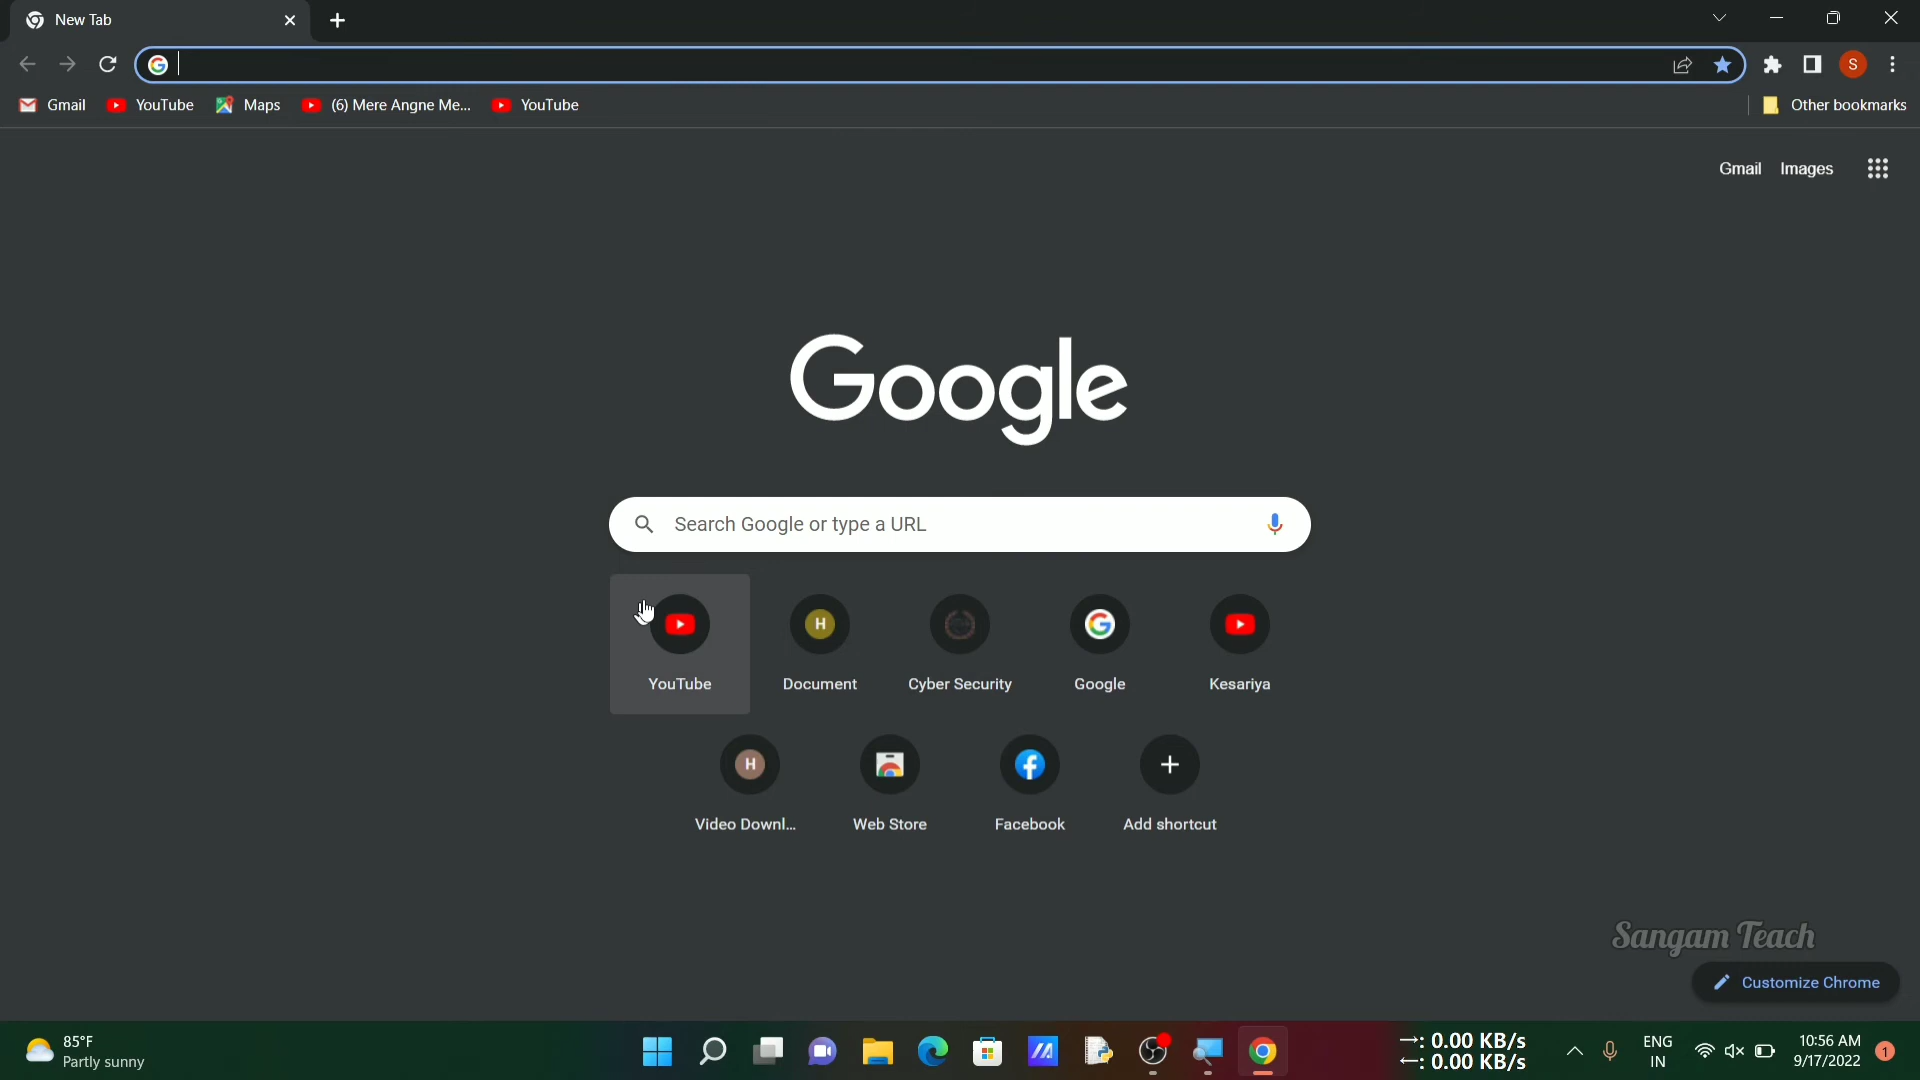 New Tab
Gmail YouTube Maps (6) Mere Angne Me... YouTube Other bookmarks
Gmail Images
Google
Search Google or type a URL
H
YouTube Document Cyber Security Google Kesariya
H
Video Downl... Web Store Facebook Add shortcut
Sangam Teach
Customize Chrome
85°F
Partly sunny
→: 0.00 KB/s
←: 0.00 KB/s
ENG
IN
10:56 AM
9/17/2022
1
S